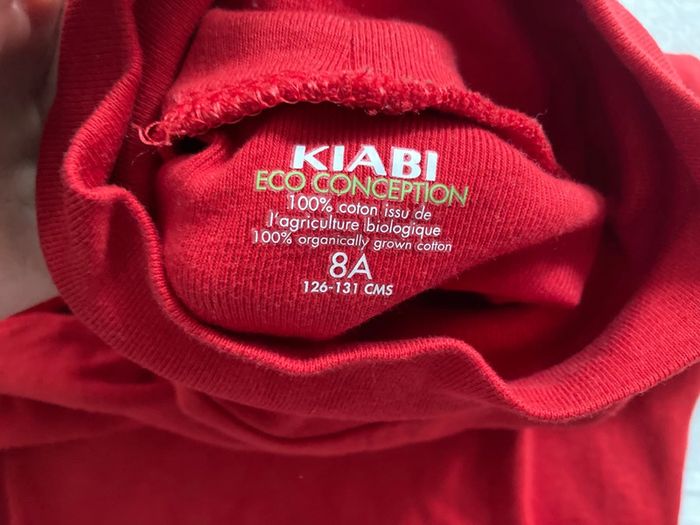 KIABI
ECO CONCEPTION
100% coton issu de
l'agriculture biologique
100% organically grown cotton
8A
126-131 CMS